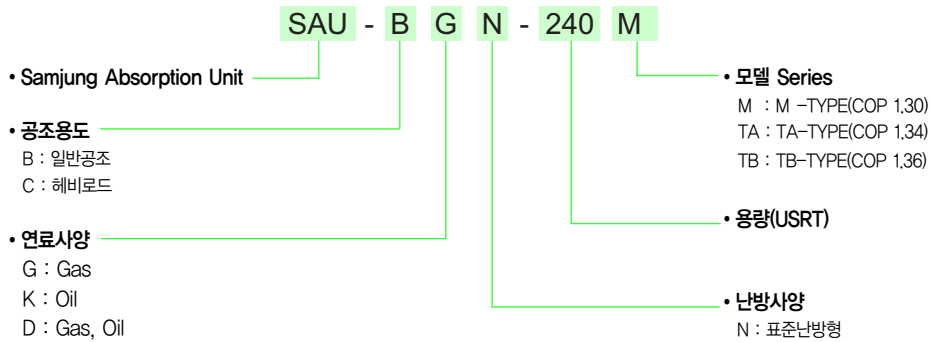 SAU - B G N - 240 M
• Samjung Absorption Unit
• 공조용도
B : 일반공조
C : 헤비로드
• 연료사양
G : Gas
K : Oil
D : Gas, Oil
• 모델 Series
M : M -TYPE(COP 1.30)
TA : TA-TYPE(COP 1.34)
TB : TB-TYPE(COP 1.36)
• 용량(USRT)
• 난방사양
N : 표준난방형